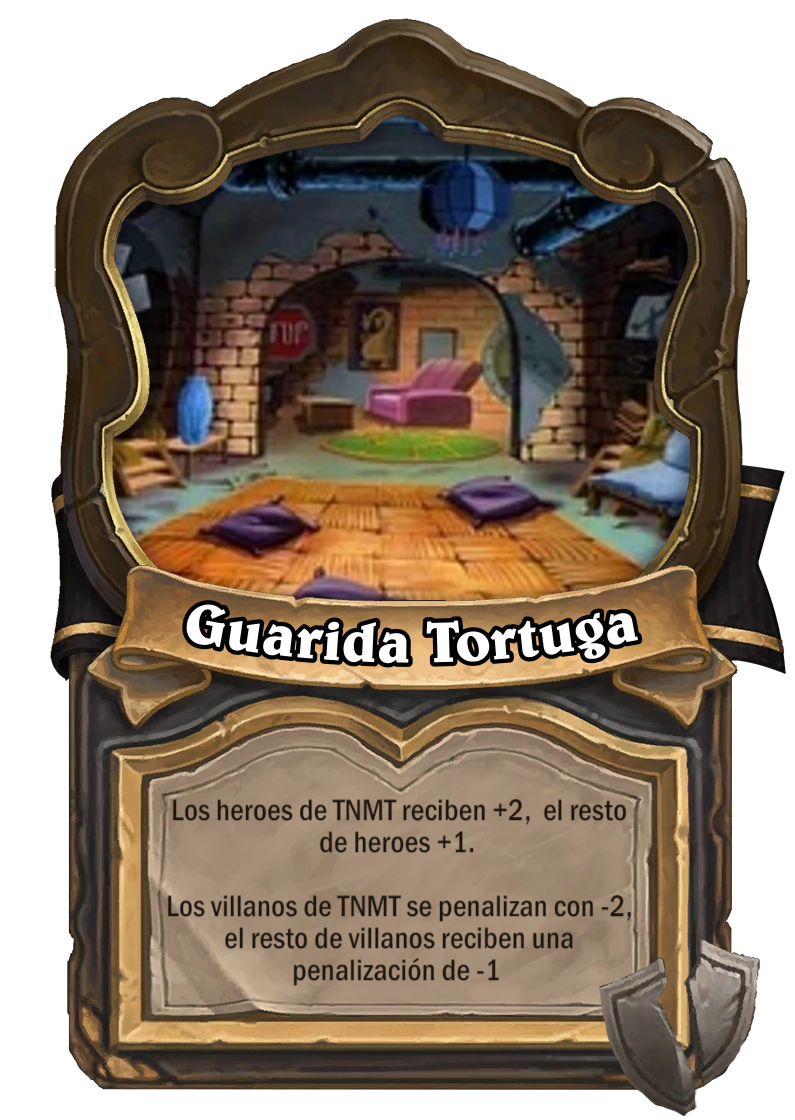 TUP
Guarida Tortuga
Los heroes de TNMT reciben +2, el resto
de heroes +1.
Los villanos de TNMT se penalizan con -2,
el resto de villanos reciben una
penalización de -1